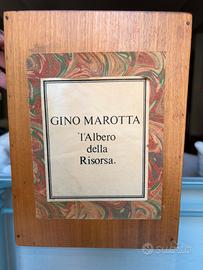 GINO MAROTTA
l'Albero
della
Risorsa.
subito